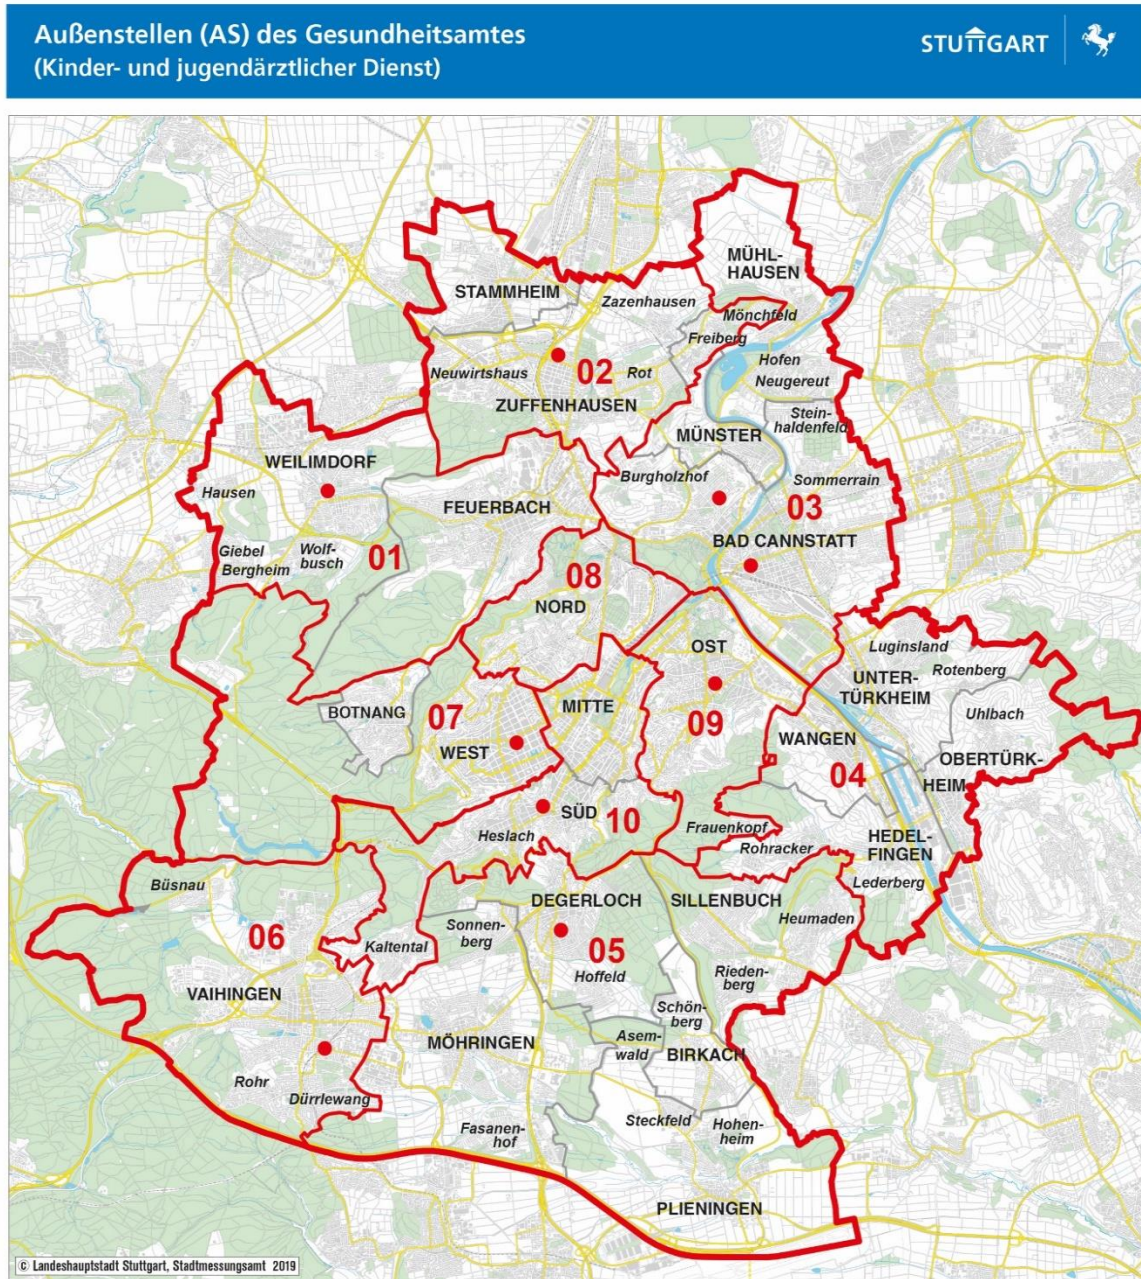 Außenstellen (AS) des Gesundheitsamtes
(Kinder- und jugendärztlicher Dienst)
STUTTGART
MÜHL-
HAUSEN
STAMMHEIM
Zazenhausen
Mönchfeld
Freiberg
Hofen
Neuwirtshaus
02
Rot
Neugereut
ZUFFENHAUSEN
Stein-
haldenfeld
MÜNSTER
WEILIMDORF
Burgholzhof
Sommerrain
Hausen
FEUERBACH
03
BAD CANNSTATT
Giebel
Bergheim
Wolf-
busch
01
08
NORD
OST
Luginsland
Rotenberg
UNTER-
TÜRKHEIM
BOTNANG
07
MITTE
09
Uhlbach
WEST
WANGEN
04
OBERTÜRK-
HEIM
SÜD
10
Heslach
Frauenkopf
Rohracker
HEDEL-
FINGEN
Büsnau
DEGERLOCH
SILLENBUCH
Lederberg
Heumaden
06
Kaltental
Sonnen-
berg
05
Hoffeld
Rieden-
berg
VAIHINGEN
Schön-
berg
MÖHRINGEN
Asem-
wald
BIRKACH
Rohr
Dürrlewang
Fasanen-
hof
Steckfeld
Hohen-
heim
PLIENINGEN
© Landeshauptstadt Stuttgart, Stadtmessungsamt 2019